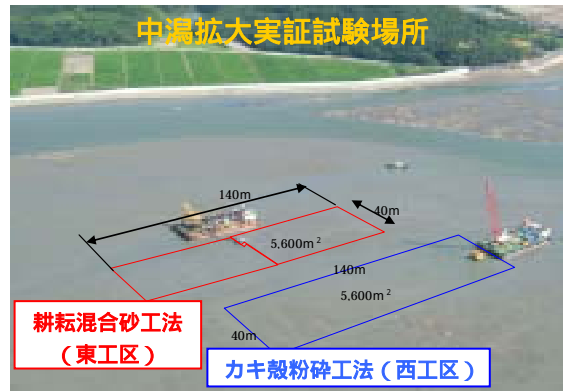 中潟拡大実証試験場所
140m
40m
5,600m²
140m
5,600m²
40m
耕耘混合砂工法
（東工区）
カキ殻粉砕工法（西工区）